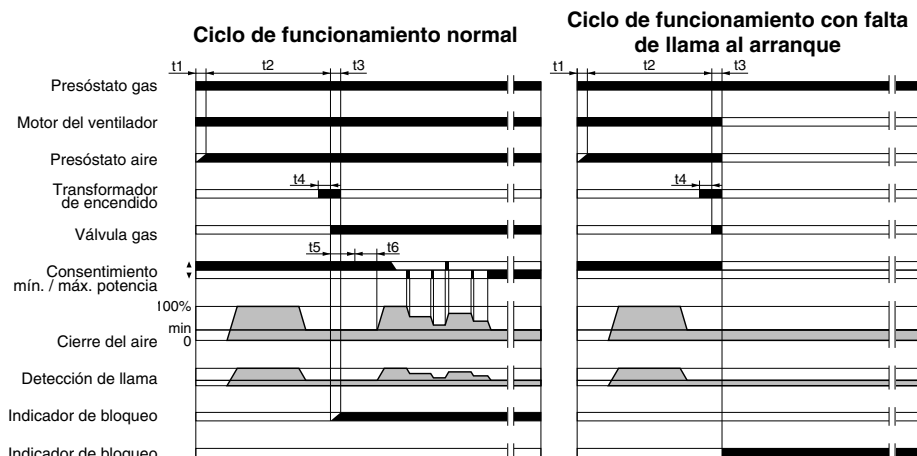 Ciclo de funcionamiento normal
Ciclo de funcionamiento con falta
de llama al arranque
t1 t2 t3
t1 t2 t3
Presóstato gas
Motor del ventilador
Presóstato aire
t4
t4
Transformador
de encendido
Válvula gas
t5 t6
Consentimiento
mín. / máx. potencia
100%
min
0
Cierre del aire
Detección de llama
Indicador de bloqueo
Indicador de bloqueo